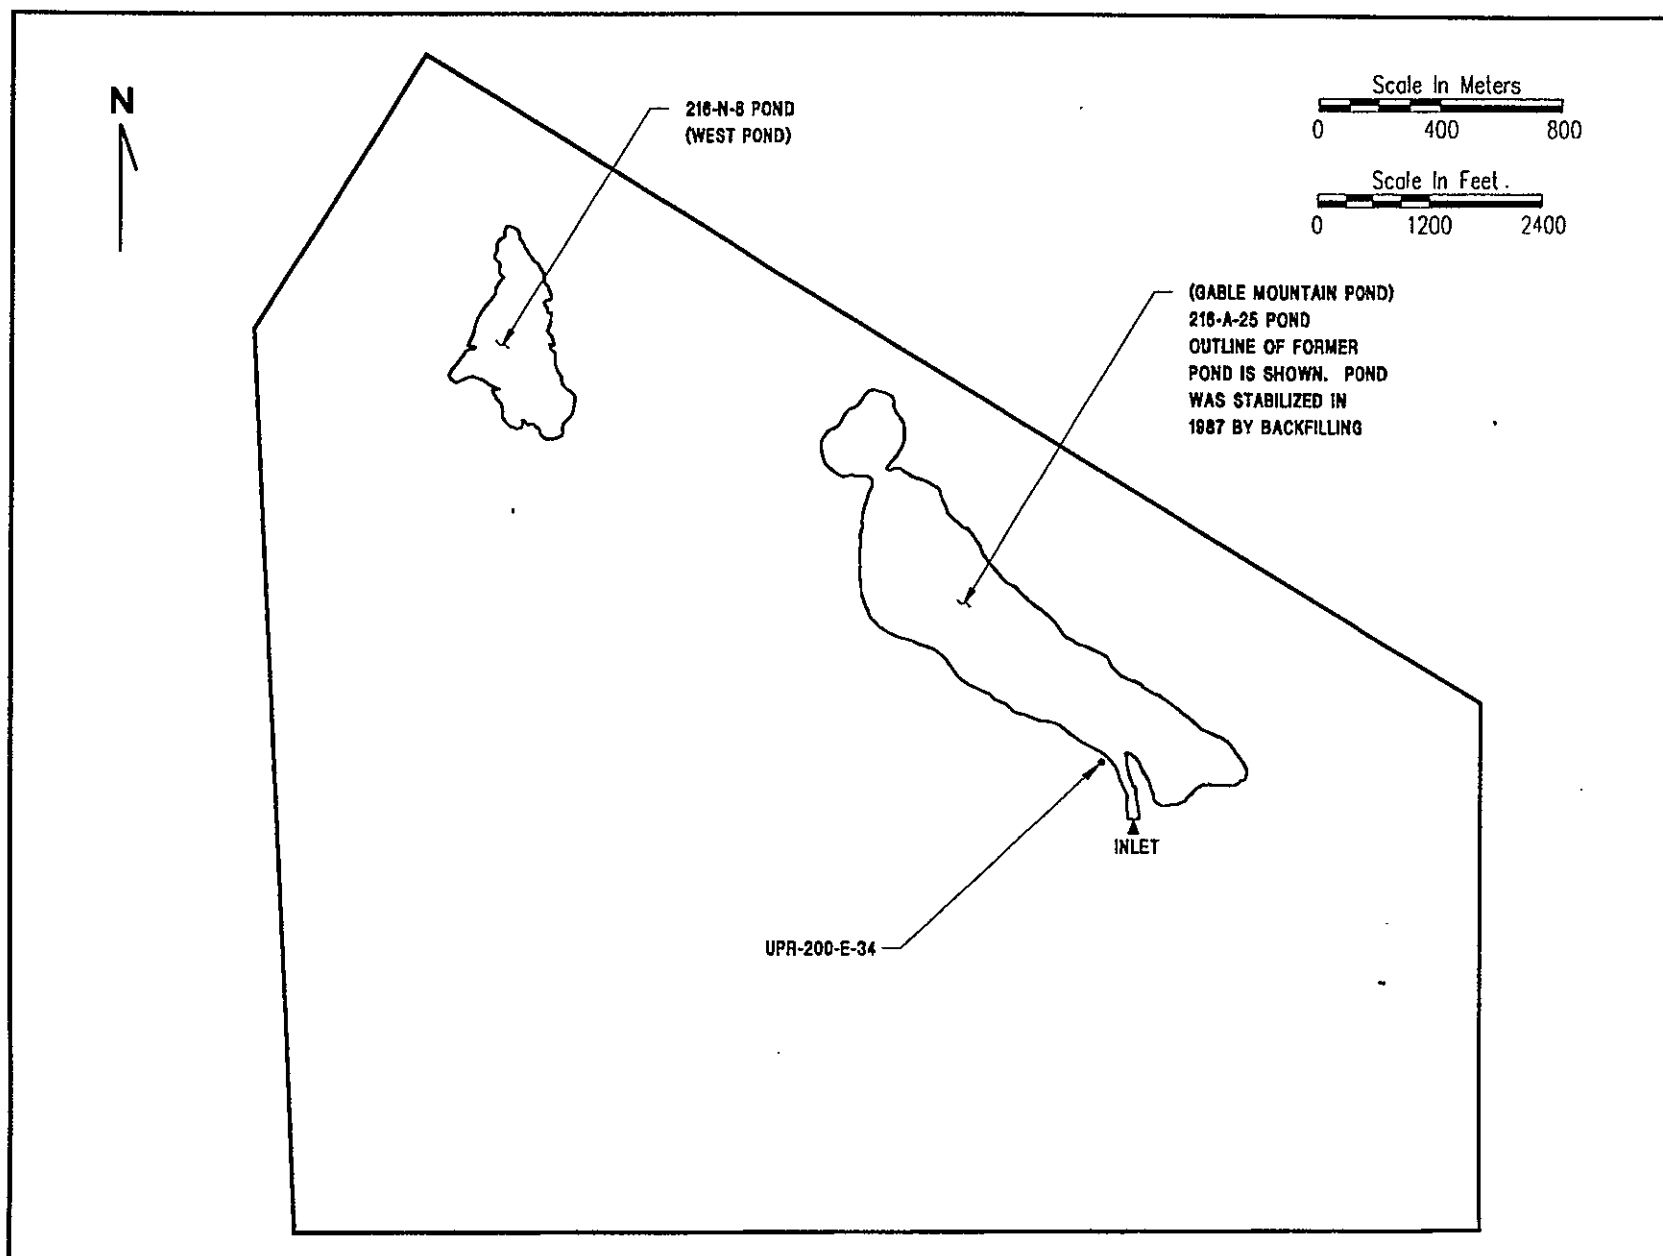 N
216-N-8 POND
(WEST POND)
Scale In Meters
0 400 800
Scale In Feet.
0 1200 2400
(GABLE MOUNTAIN POND)
216-A-25 POND
OUTLINE OF FORMER
POND IS SHOWN. POND
WAS STABILIZED IN
1987 BY BACKFILLING
INLET
UPR-200-E-34